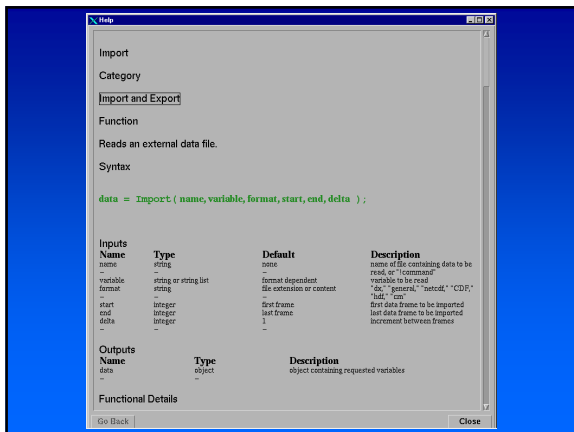 Help
Import
Category
Import and Export
Function
Reads an external data file.
Syntax
data = Import( name, variable, format, start, end, delta );
Inputs
Name Type Default Description
name string none name of file containing data to be
– – read, or "!command"
variable string or string list format dependent variable to be read
format string file extension or content "dx," "general," "netcdf," "CDF,"
– – "hdf," "cm"
start integer first frame first data frame to be imported
end integer last frame last data frame to be imported
delta integer 1 increment between frames
– – –
Outputs
Name Type Description
data object object containing requested variables
– –
Functional Details
Go Back Close